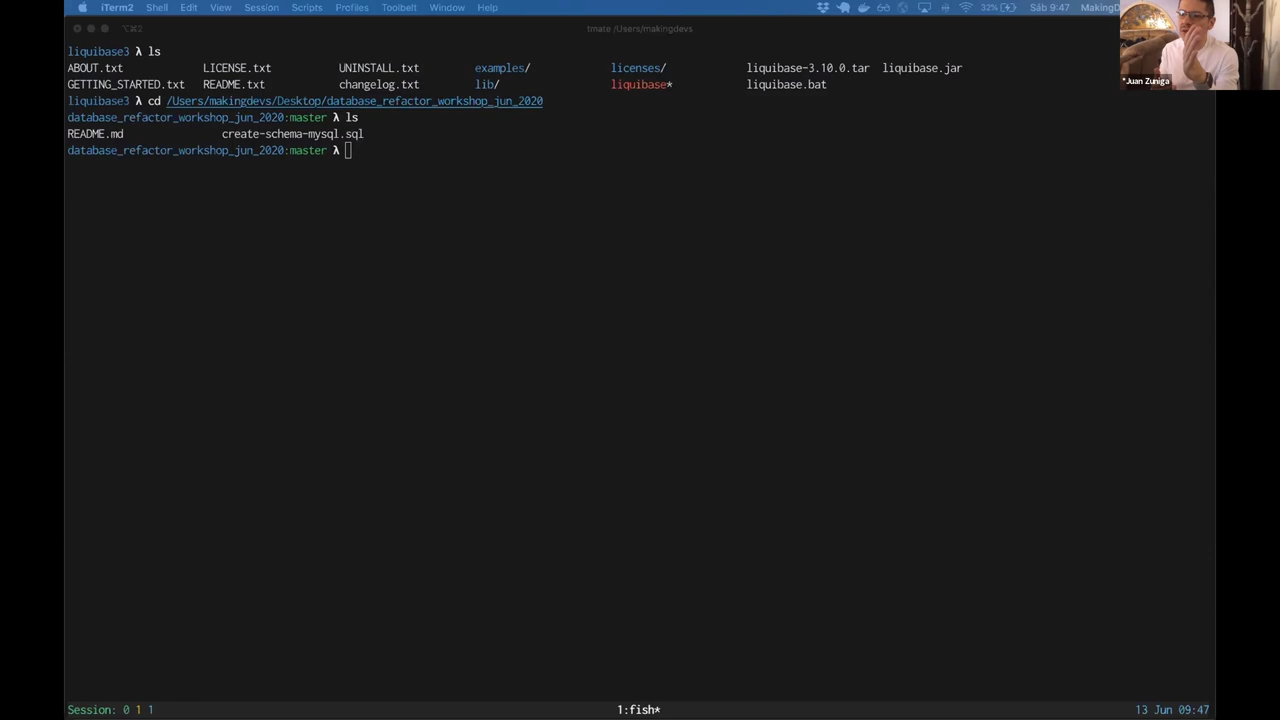 iTerm2 Shell Edit View Session Scripts Profiles Toolbelt Window Help 32% Sáb 9:47 MakingD
⌥⌘2 tmate /Users/makingdevs
liquibase3 λ ls
ABOUT.txt LICENSE.txt UNINSTALL.txt examples/ licenses/ liquibase-3.10.0.tar liquibase.jar
GETTING_STARTED.txt README.txt changelog.txt lib/ liquibase* liquibase.bat
liquibase3 λ cd /Users/makingdevs/Desktop/database_refactor_workshop_jun_2020
database_refactor_workshop_jun_2020:master λ ls
README.md create-schema-mysql.sql
database_refactor_workshop_jun_2020:master λ
*Juan Zuniga
Session: 0 1 1 1:fish* 13 Jun 09:47